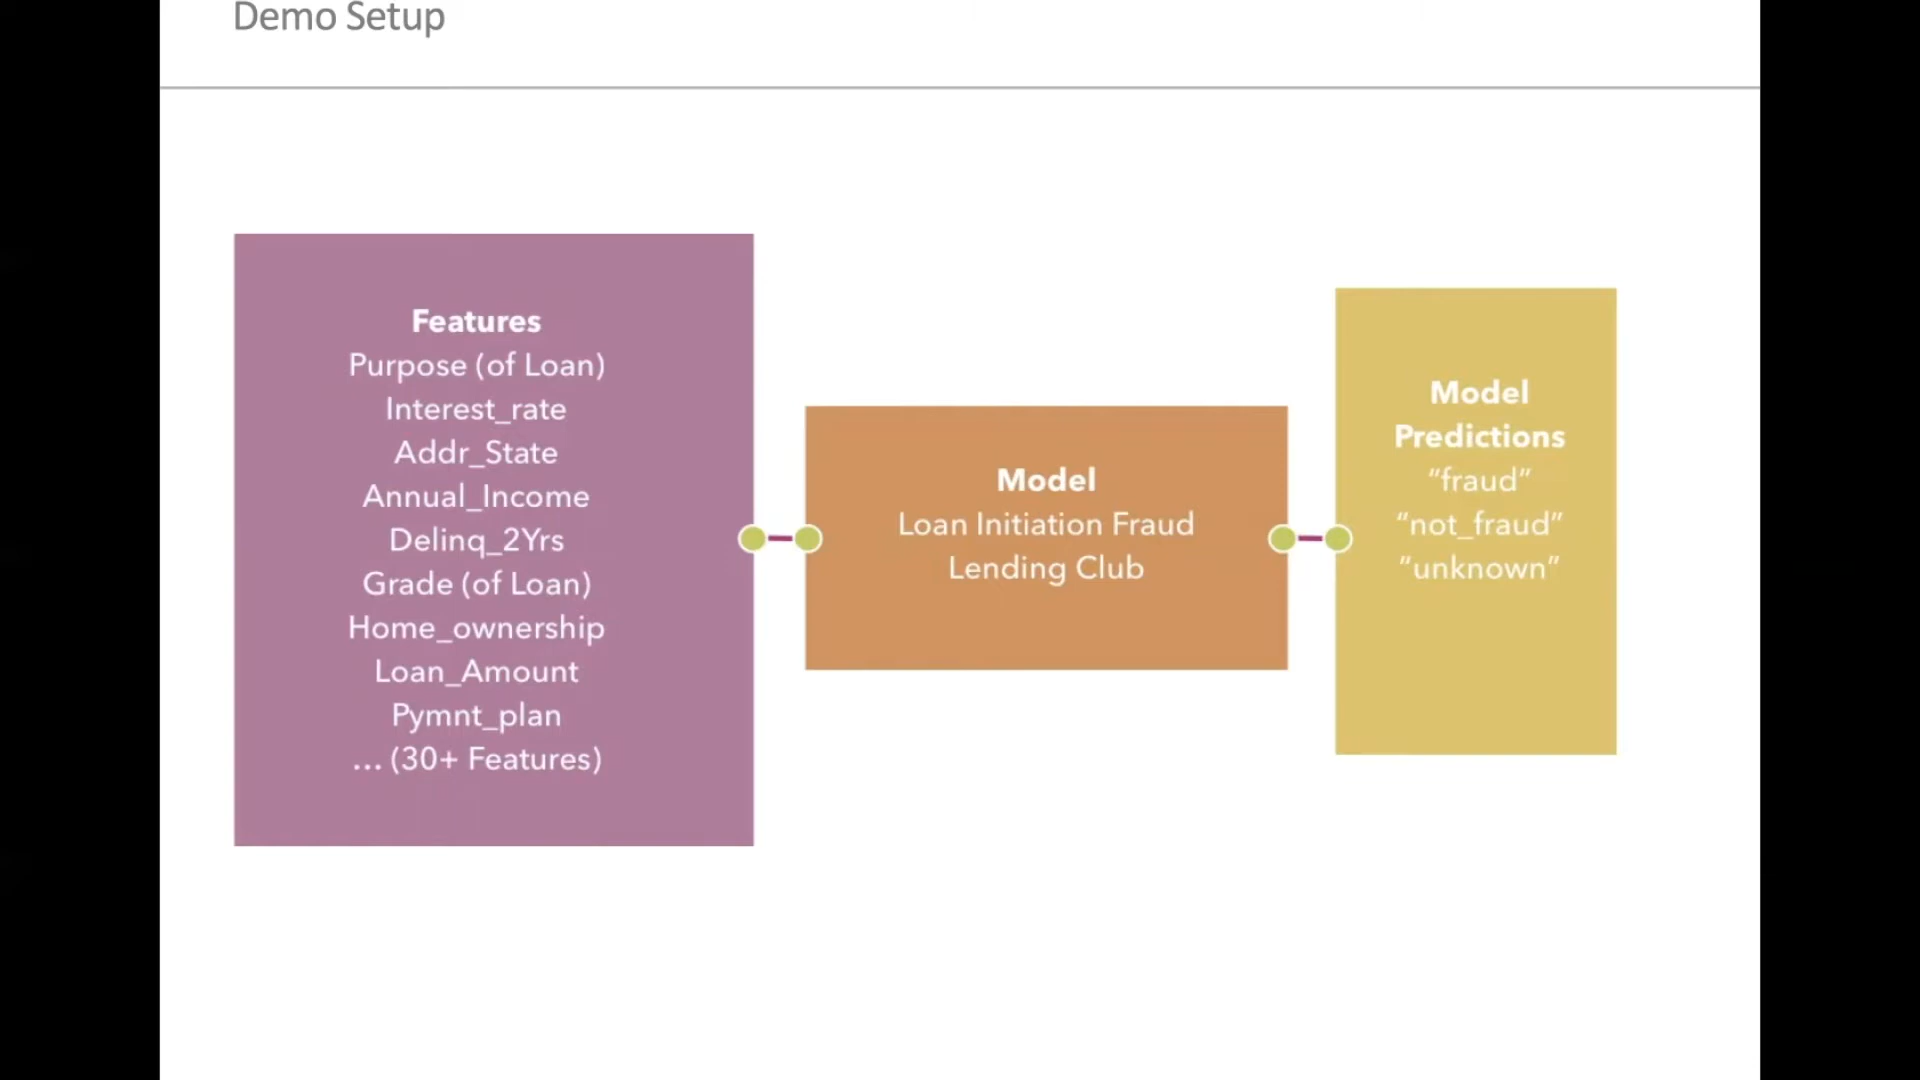 Demo Setup
Features
Purpose (of Loan)
Interest_rate
Addr_State
Annual_Income
Delinq_2Yrs
Grade (of Loan)
Home_ownership
Loan_Amount
Pymnt_plan
... (30+ Features)
Model
Loan Initiation Fraud
Lending Club
Model
Predictions
“fraud”
“not_fraud”
“unknown”